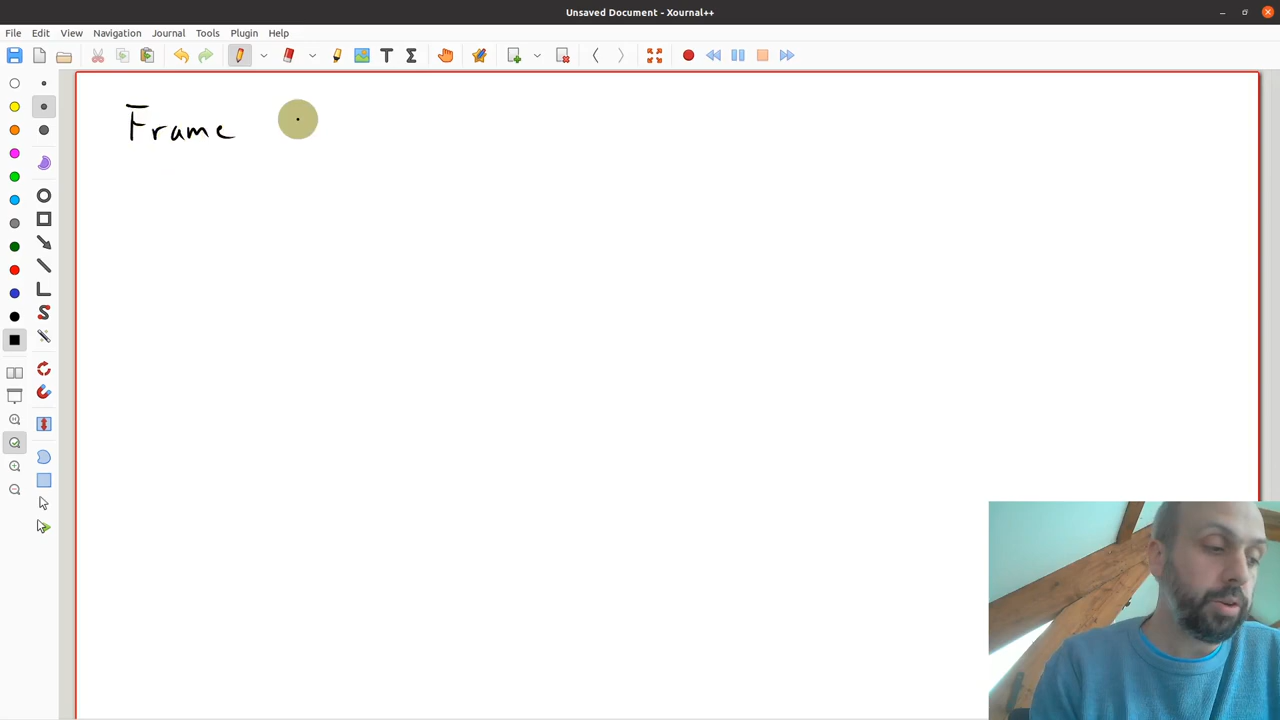 Unsaved Document - Xournal++
File Edit View Navigation Journal Tools Plugin Help
Frame